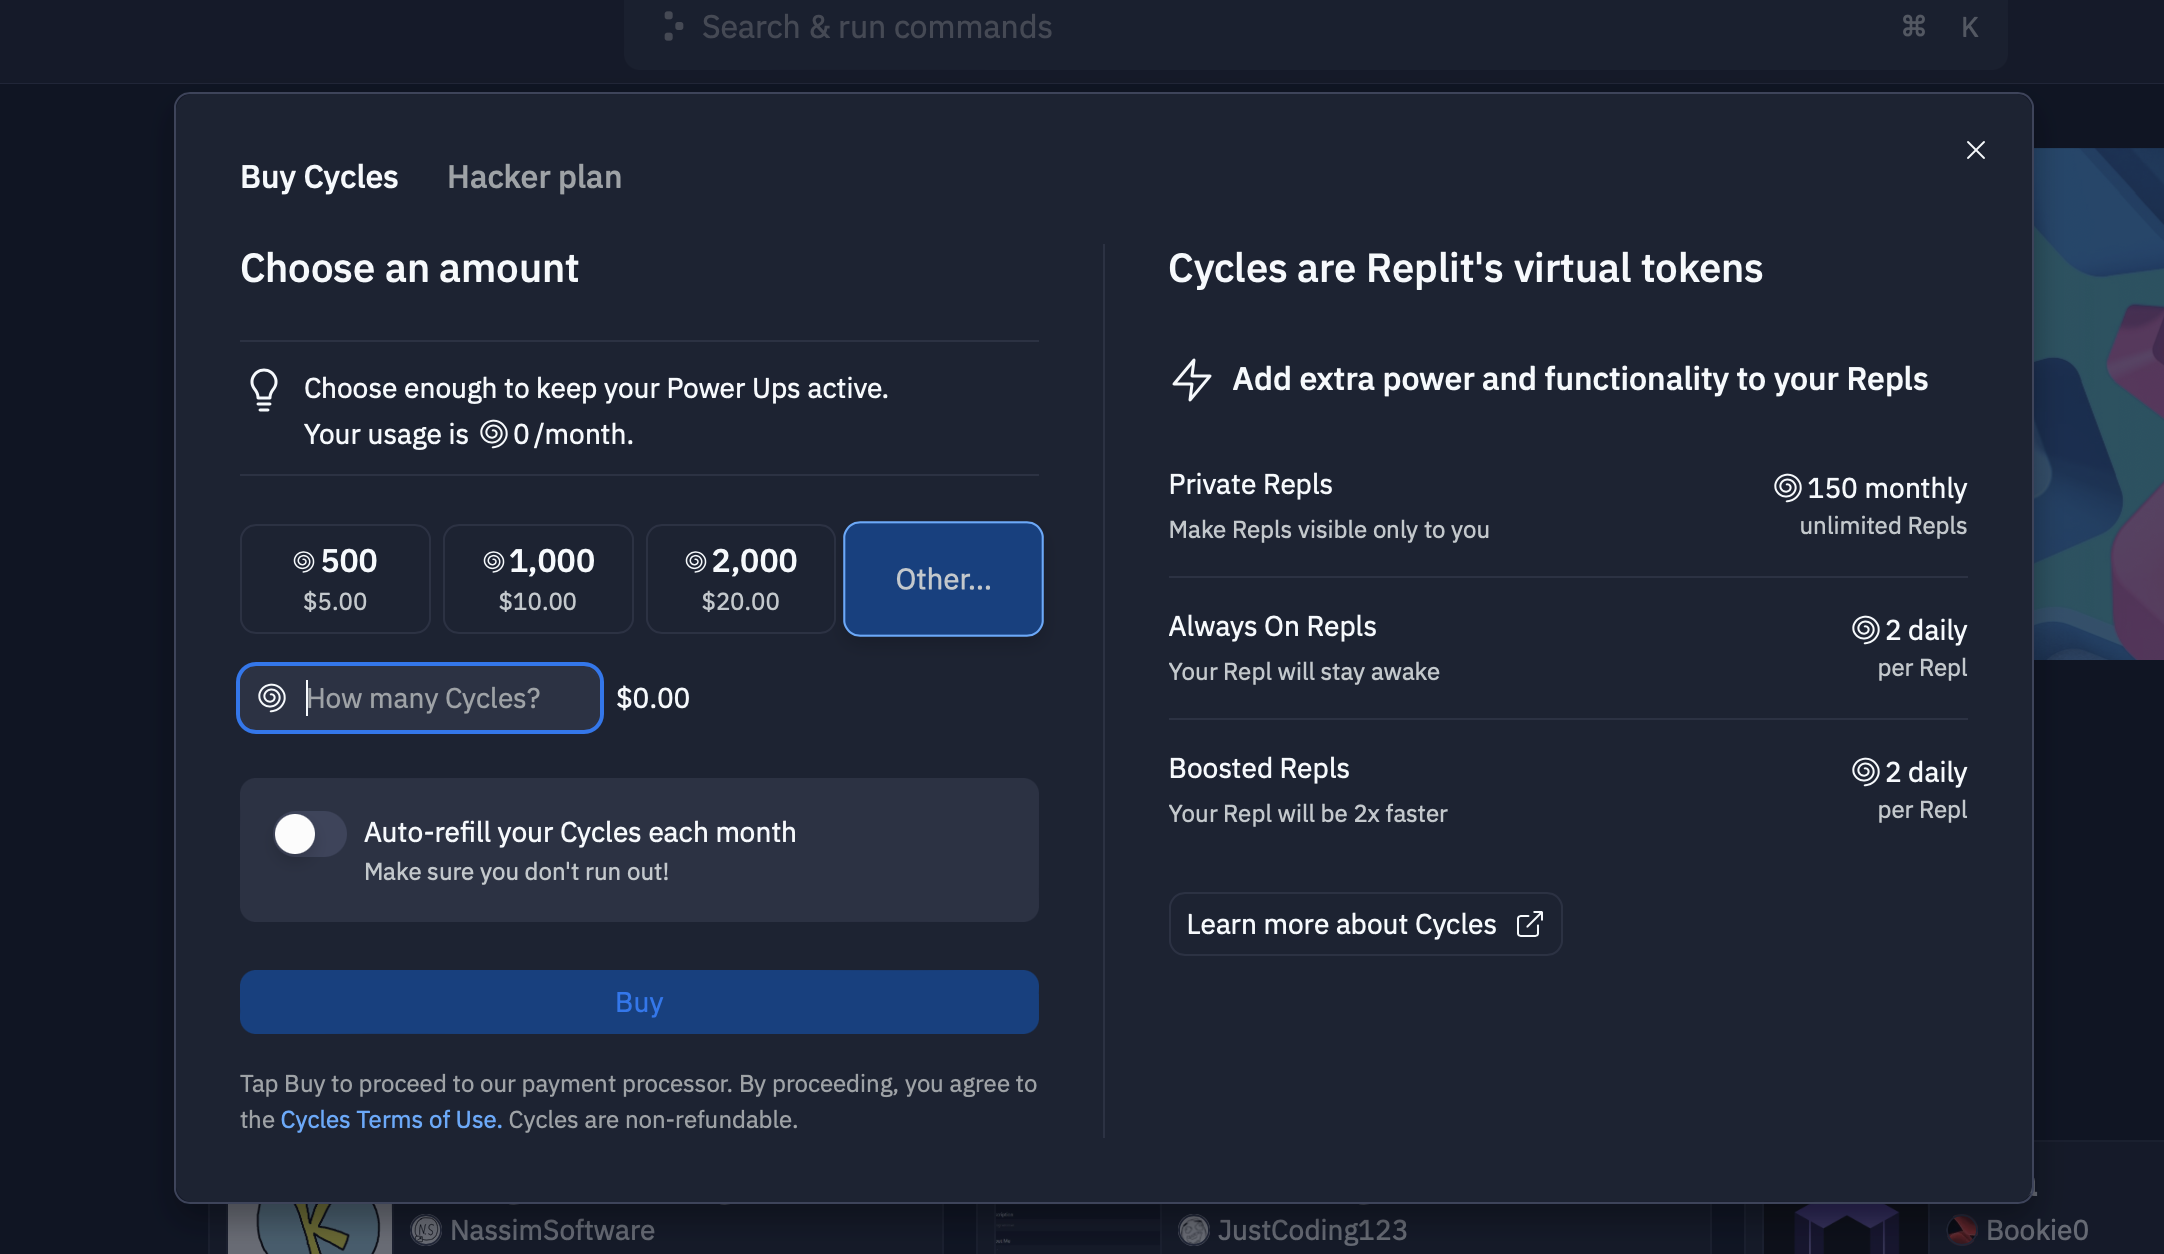 Search & run commands
⌘ K
Buy Cycles Hacker plan
Choose an amount
Choose enough to keep your Power Ups active.
Your usage is 0/month.
500
$5.00
1,000
$10.00
2,000
$20.00
Other...
How many Cycles? $0.00
Auto-refill your Cycles each month
Make sure you don't run out!
Buy
Tap Buy to proceed to our payment processor. By proceeding, you agree to
the Cycles Terms of Use. Cycles are non-refundable.
Cycles are Replit's virtual tokens
Add extra power and functionality to your Repls
Private Repls
150 monthly
Make Repls visible only to you
unlimited Repls
Always On Repls
2 daily
Your Repl will stay awake
per Repl
Boosted Repls
2 daily
Your Repl will be 2x faster
per Repl
Learn more about Cycles
K
NS
NassimSoftware
JustCoding123
Bookie0